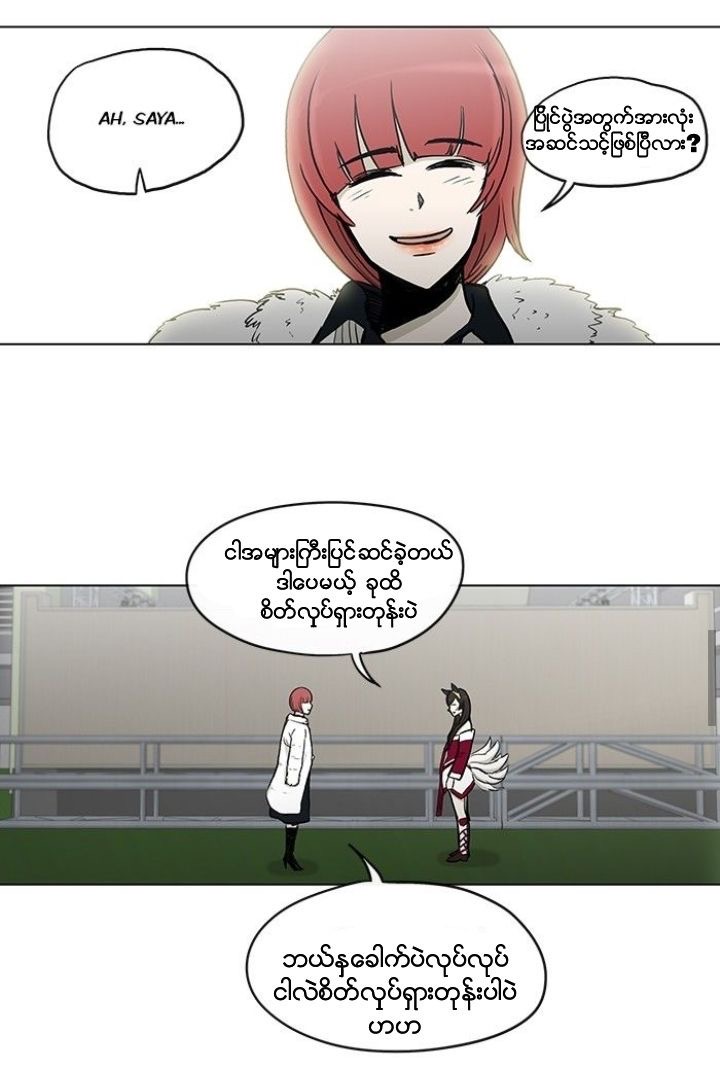 AH, SAYA...
ပြိုင်ပွဲအတွက်အားလုံး
အဆင်သင့်ဖြစ်ပြီလား?
ငါအများကြီးပြင်ဆင်ခဲ့တယ်
ဒါပေမယ့် ခုထိ
စိတ်လှုပ်ရှားတုန်းပဲ
ဘယ်နှခေါက်ပဲလုပ်လုပ်
ငါလဲစိတ်လှုပ်ရှားတုန်းပါပဲ
ဟာဟာ